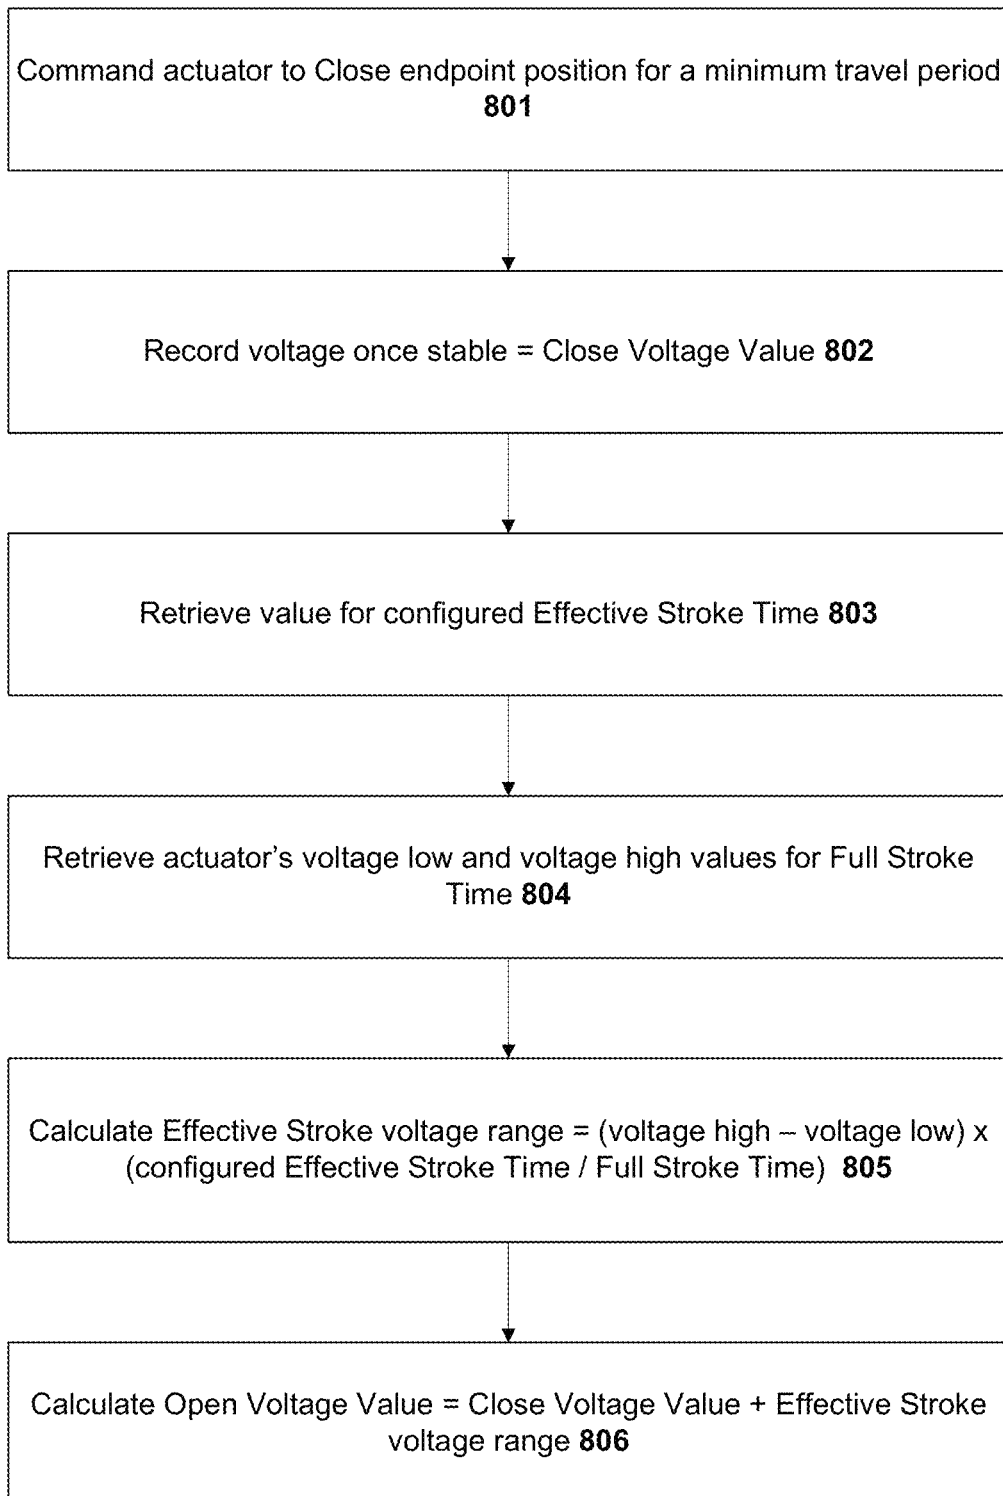 Command actuator to Close endpoint position for a minimum travel period
801
Record voltage once stable = Close Voltage Value 802
Retrieve value for configured Effective Stroke Time 803
Retrieve actuator’s voltage low and voltage high values for Full Stroke
Time 804
Calculate Effective Stroke voltage range = (voltage high – voltage low) x
(configured Effective Stroke Time / Full Stroke Time)  805
Calculate Open Voltage Value = Close Voltage Value + Effective Stroke
voltage range 806